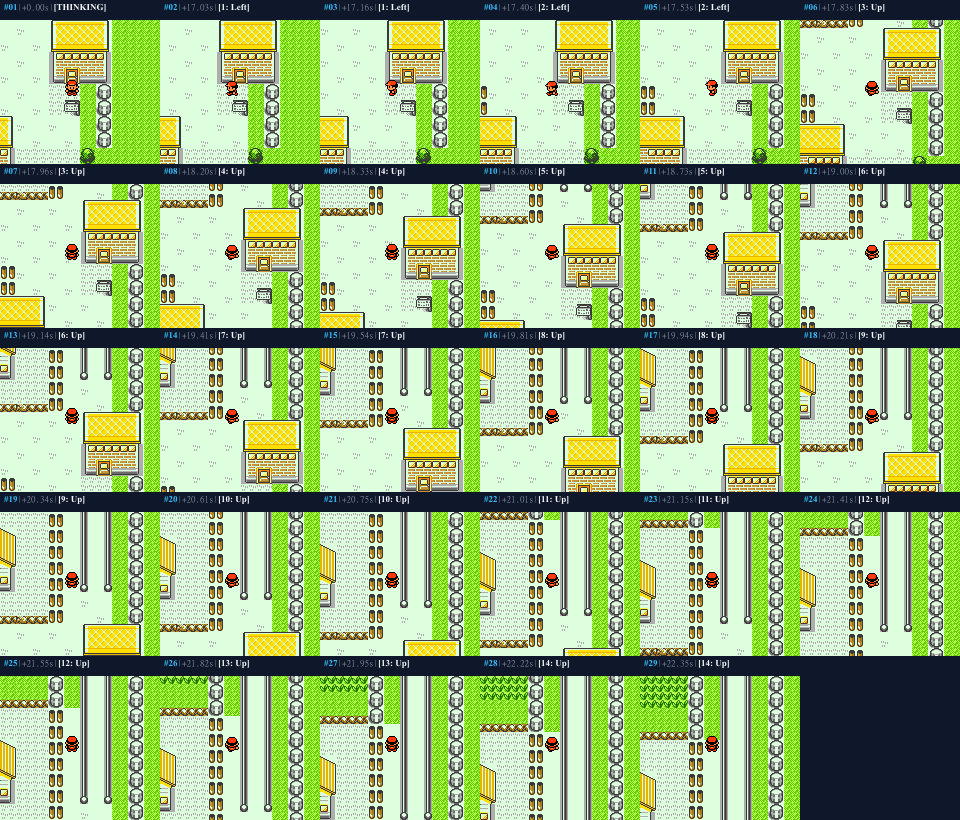 #01|+0.00s|[THINKING] #02|+17.03s|[1: Left] #03|+17.16s|[1: Left] #04|+17.40s|[2: Left] #05|+17.53s|[2: Left] #06|+17.83s|[3: Up]
#07|+17.96s|[3: Up] #08|+18.20s|[4: Up] #09|+18.33s|[4: Up] #10|+18.60s|[5: Up] #11|+18.73s|[5: Up] #12|+19.00s|[6: Up]
#13|+19.14s|[6: Up] #14|+19.41s|[7: Up] #15|+19.54s|[7: Up] #16|+19.81s|[8: Up] #17|+19.94s|[8: Up] #18|+20.21s|[9: Up]
#19|+20.34s|[9: Up] #20|+20.61s|[10: Up] #21|+20.75s|[10: Up] #22|+21.01s|[11: Up] #23|+21.15s|[11: Up] #24|+21.41s|[12: Up]
#25|+21.55s|[12: Up] #26|+21.82s|[13: Up] #27|+21.95s|[13: Up] #28|+22.22s|[14: Up] #29|+22.35s|[14: Up]